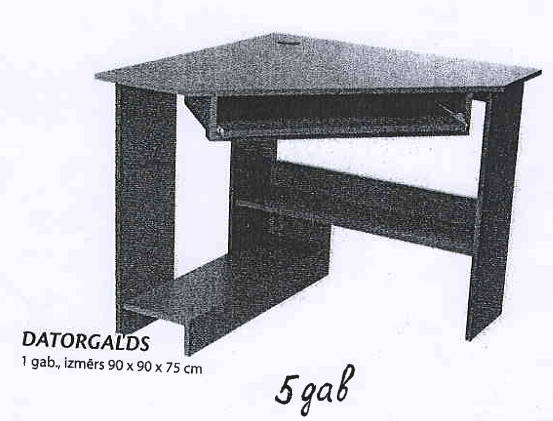 DATORGALDS
1 gab., izmērs 90 x 90 x 75 cm
5 gab